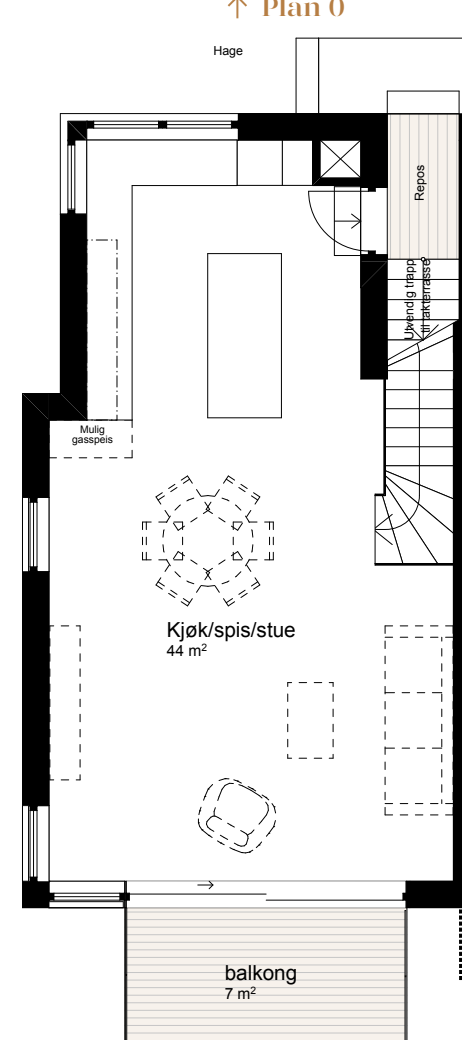 ↑ Plan 0
Hage
Repos
Utvendig trapp
til takterrasse
Mulig
gasspeis
Kjøk/spis/stue
44 m²
balkong
7 m²